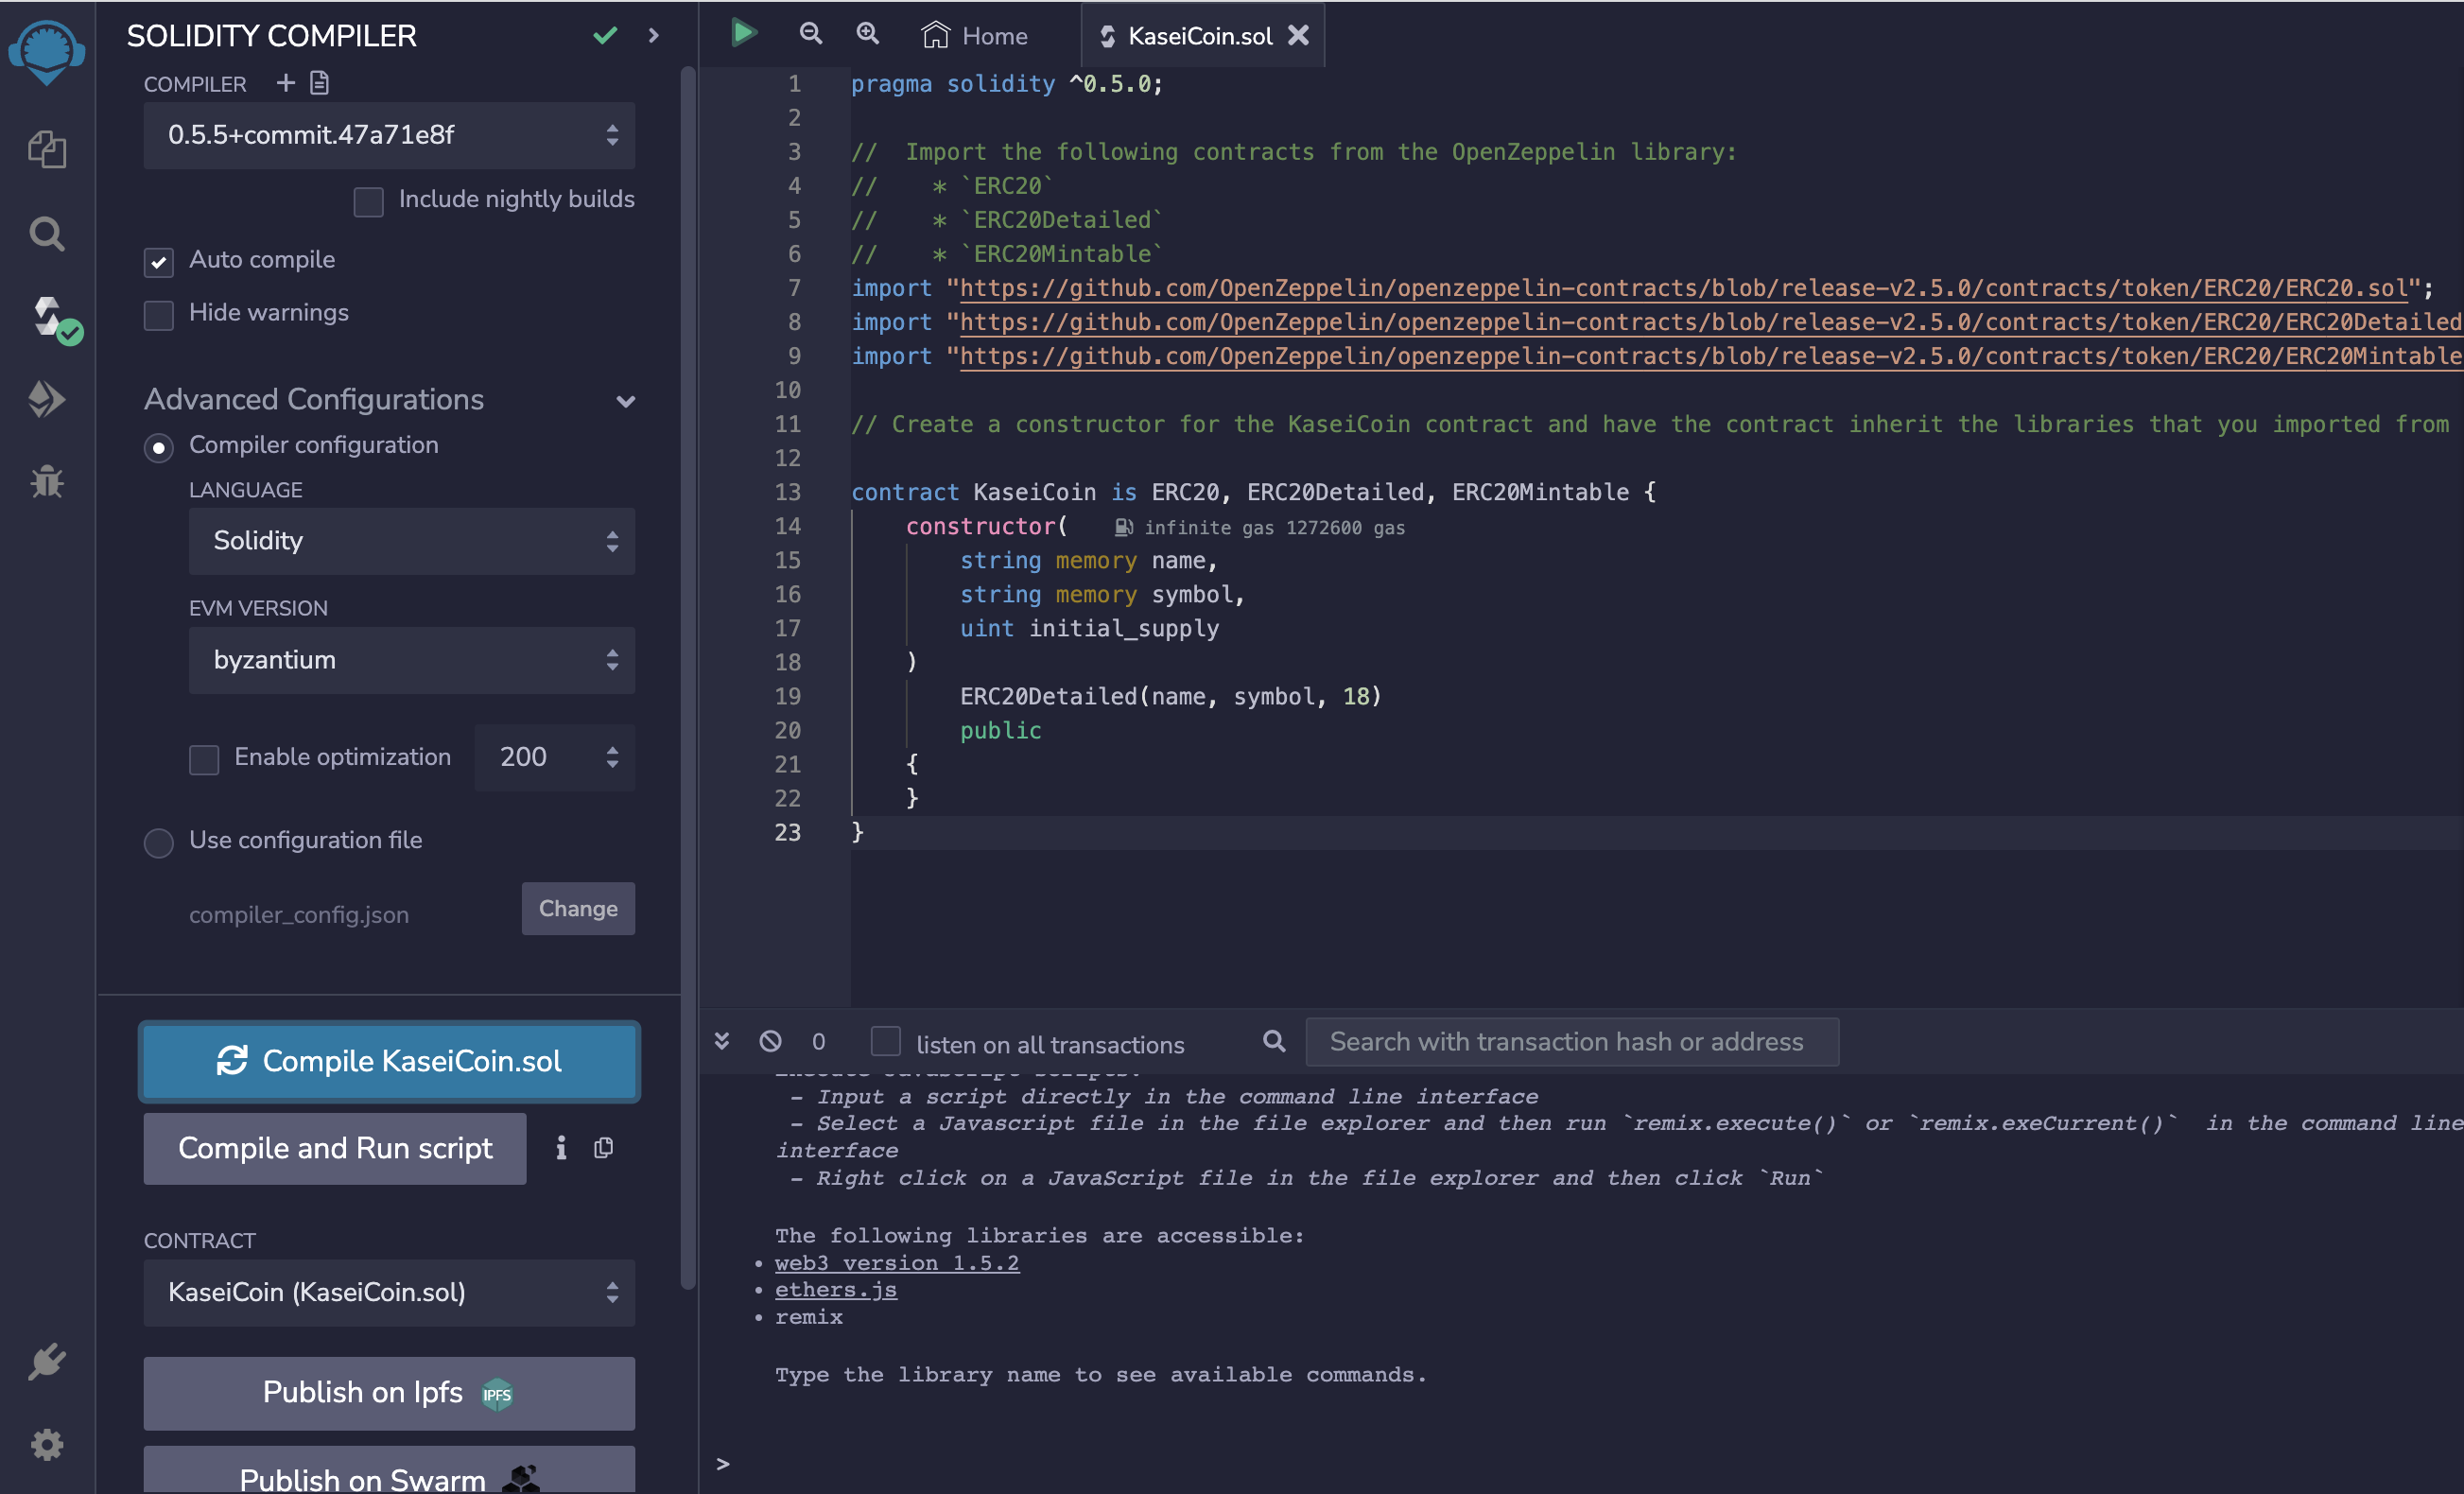 SOLIDITY COMPILER
COMPILER
0.5.5+commit.47a71e8f
Include nightly builds
Auto compile
Hide warnings
Advanced Configurations
Compiler configuration
LANGUAGE
Solidity
EVM VERSION
byzantium
Enable optimization 200
Use configuration file
compiler_config.json Change
Compile KaseiCoin.sol
Compile and Run script
CONTRACT
KaseiCoin (KaseiCoin.sol)
Publish on Ipfs IPFS
Publish on Swarm
Home KaseiCoin.sol
1 pragma solidity ^0.5.0;
2
3 //  Import the following contracts from the OpenZeppelin library:
4 //    * `ERC20`
5 //    * `ERC20Detailed`
6 //    * `ERC20Mintable`
7 import "https://github.com/OpenZeppelin/openzeppelin-contracts/blob/release-v2.5.0/contracts/token/ERC20/ERC20.sol";
8 import "https://github.com/OpenZeppelin/openzeppelin-contracts/blob/release-v2.5.0/contracts/token/ERC20/ERC20Detailed
9 import "https://github.com/OpenZeppelin/openzeppelin-contracts/blob/release-v2.5.0/contracts/token/ERC20/ERC20Mintable
10
11 // Create a constructor for the KaseiCoin contract and have the contract inherit the libraries that you imported from
12
13 contract KaseiCoin is ERC20, ERC20Detailed, ERC20Mintable {
14     constructor( infinite gas 1272600 gas
15         string memory name,
16         string memory symbol,
17         uint initial_supply
18     )
19         ERC20Detailed(name, symbol, 18)
20         public
21     {
22     }
23 }
0 listen on all transactions Search with transaction hash or address
- Input a script directly in the command line interface
- Select a Javascript file in the file explorer and then run `remix.execute()` or `remix.exeCurrent()`  in the command line
interface
- Right click on a JavaScript file in the file explorer and then click `Run`
The following libraries are accessible:
• web3 version 1.5.2
• ethers.js
• remix
Type the library name to see available commands.
>